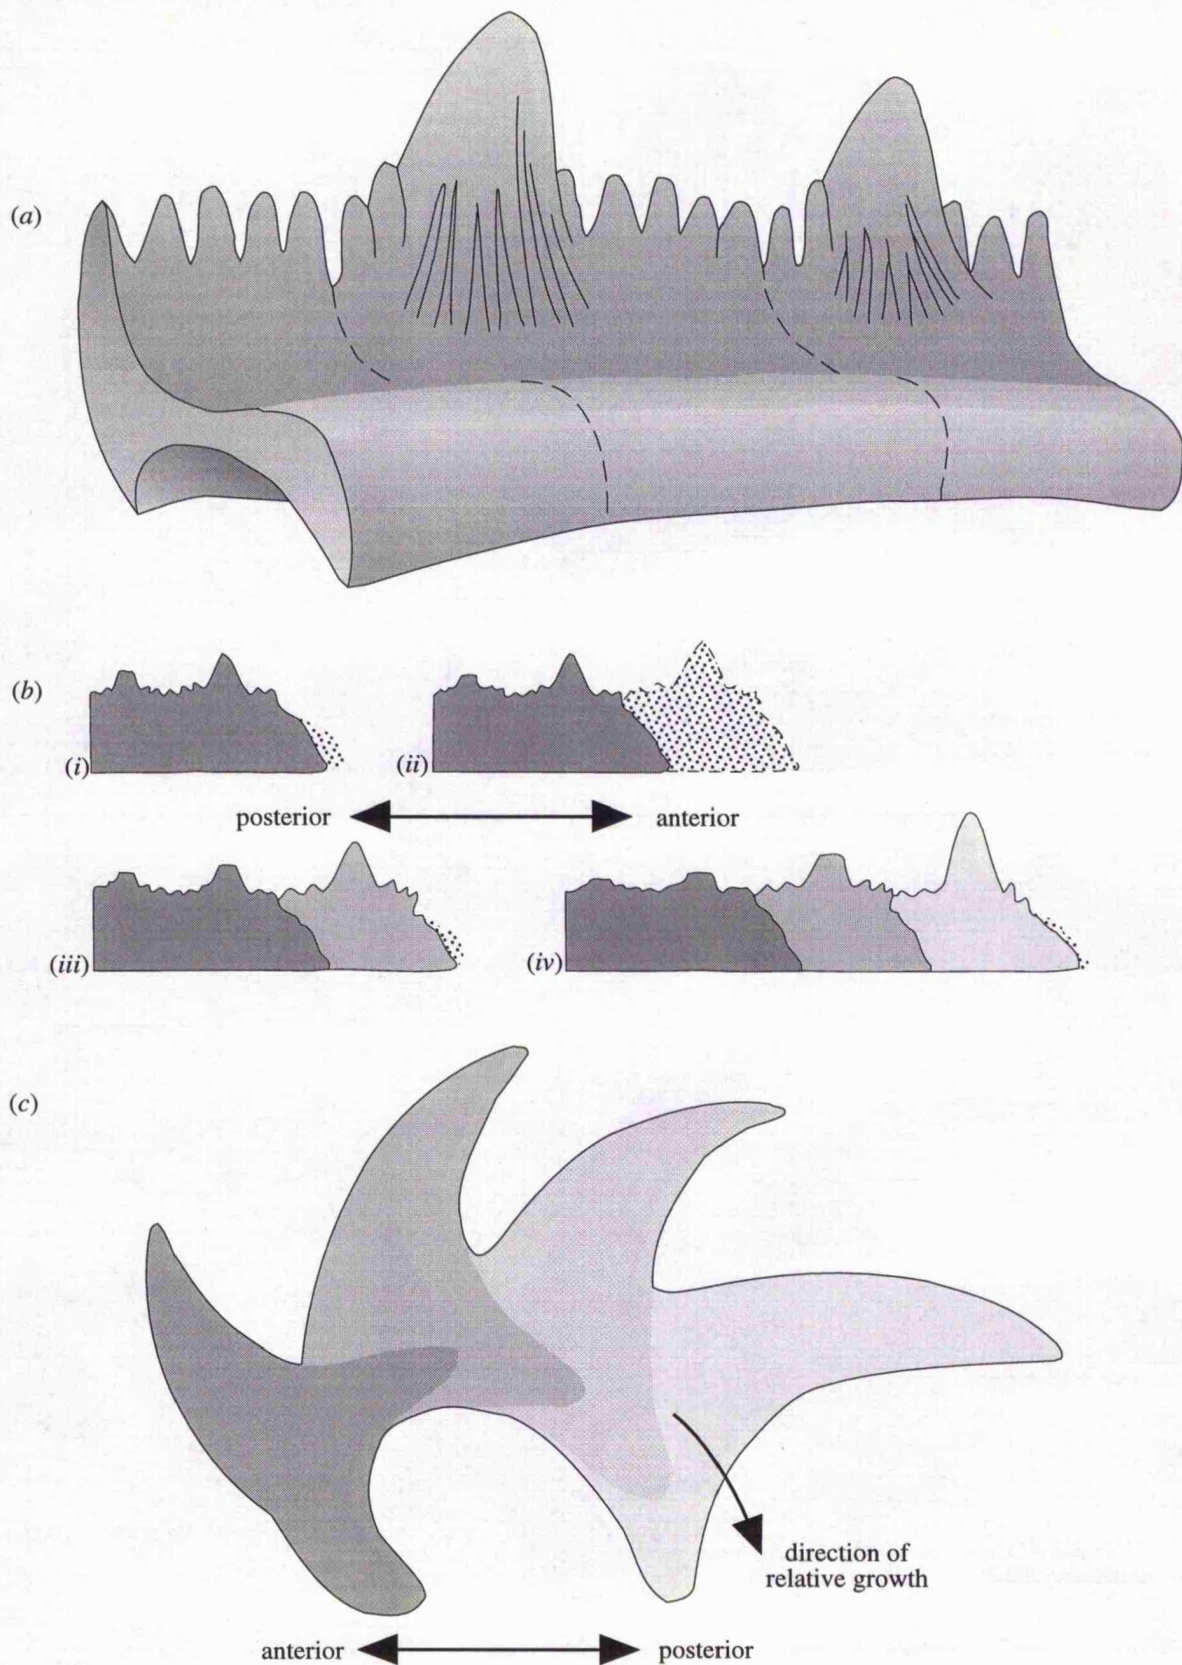 (a)
(b)
(i)
(ii)
posterior
anterior
(iii)
(iv)
(c)
direction of
relative growth
anterior
posterior